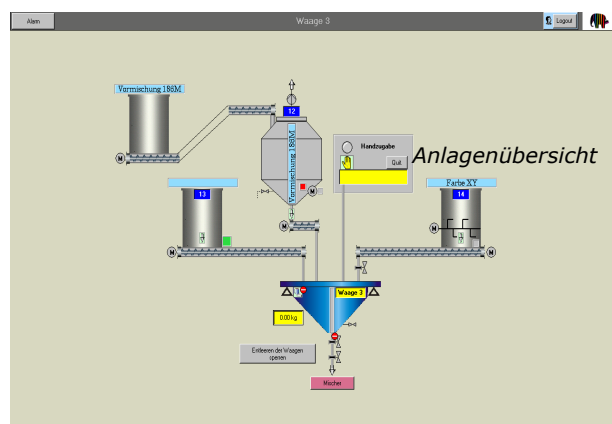 Alarm
Waage 3
Logout
Vormischung 186M
12
Vormischung 186M
Handzugabe
Quit
Anlagenübersicht
M
M
13
Farbe XY
14
M
M
M
M
Waage 3
0.00 kg
Entleeren der Waagen
sperren
Mischer